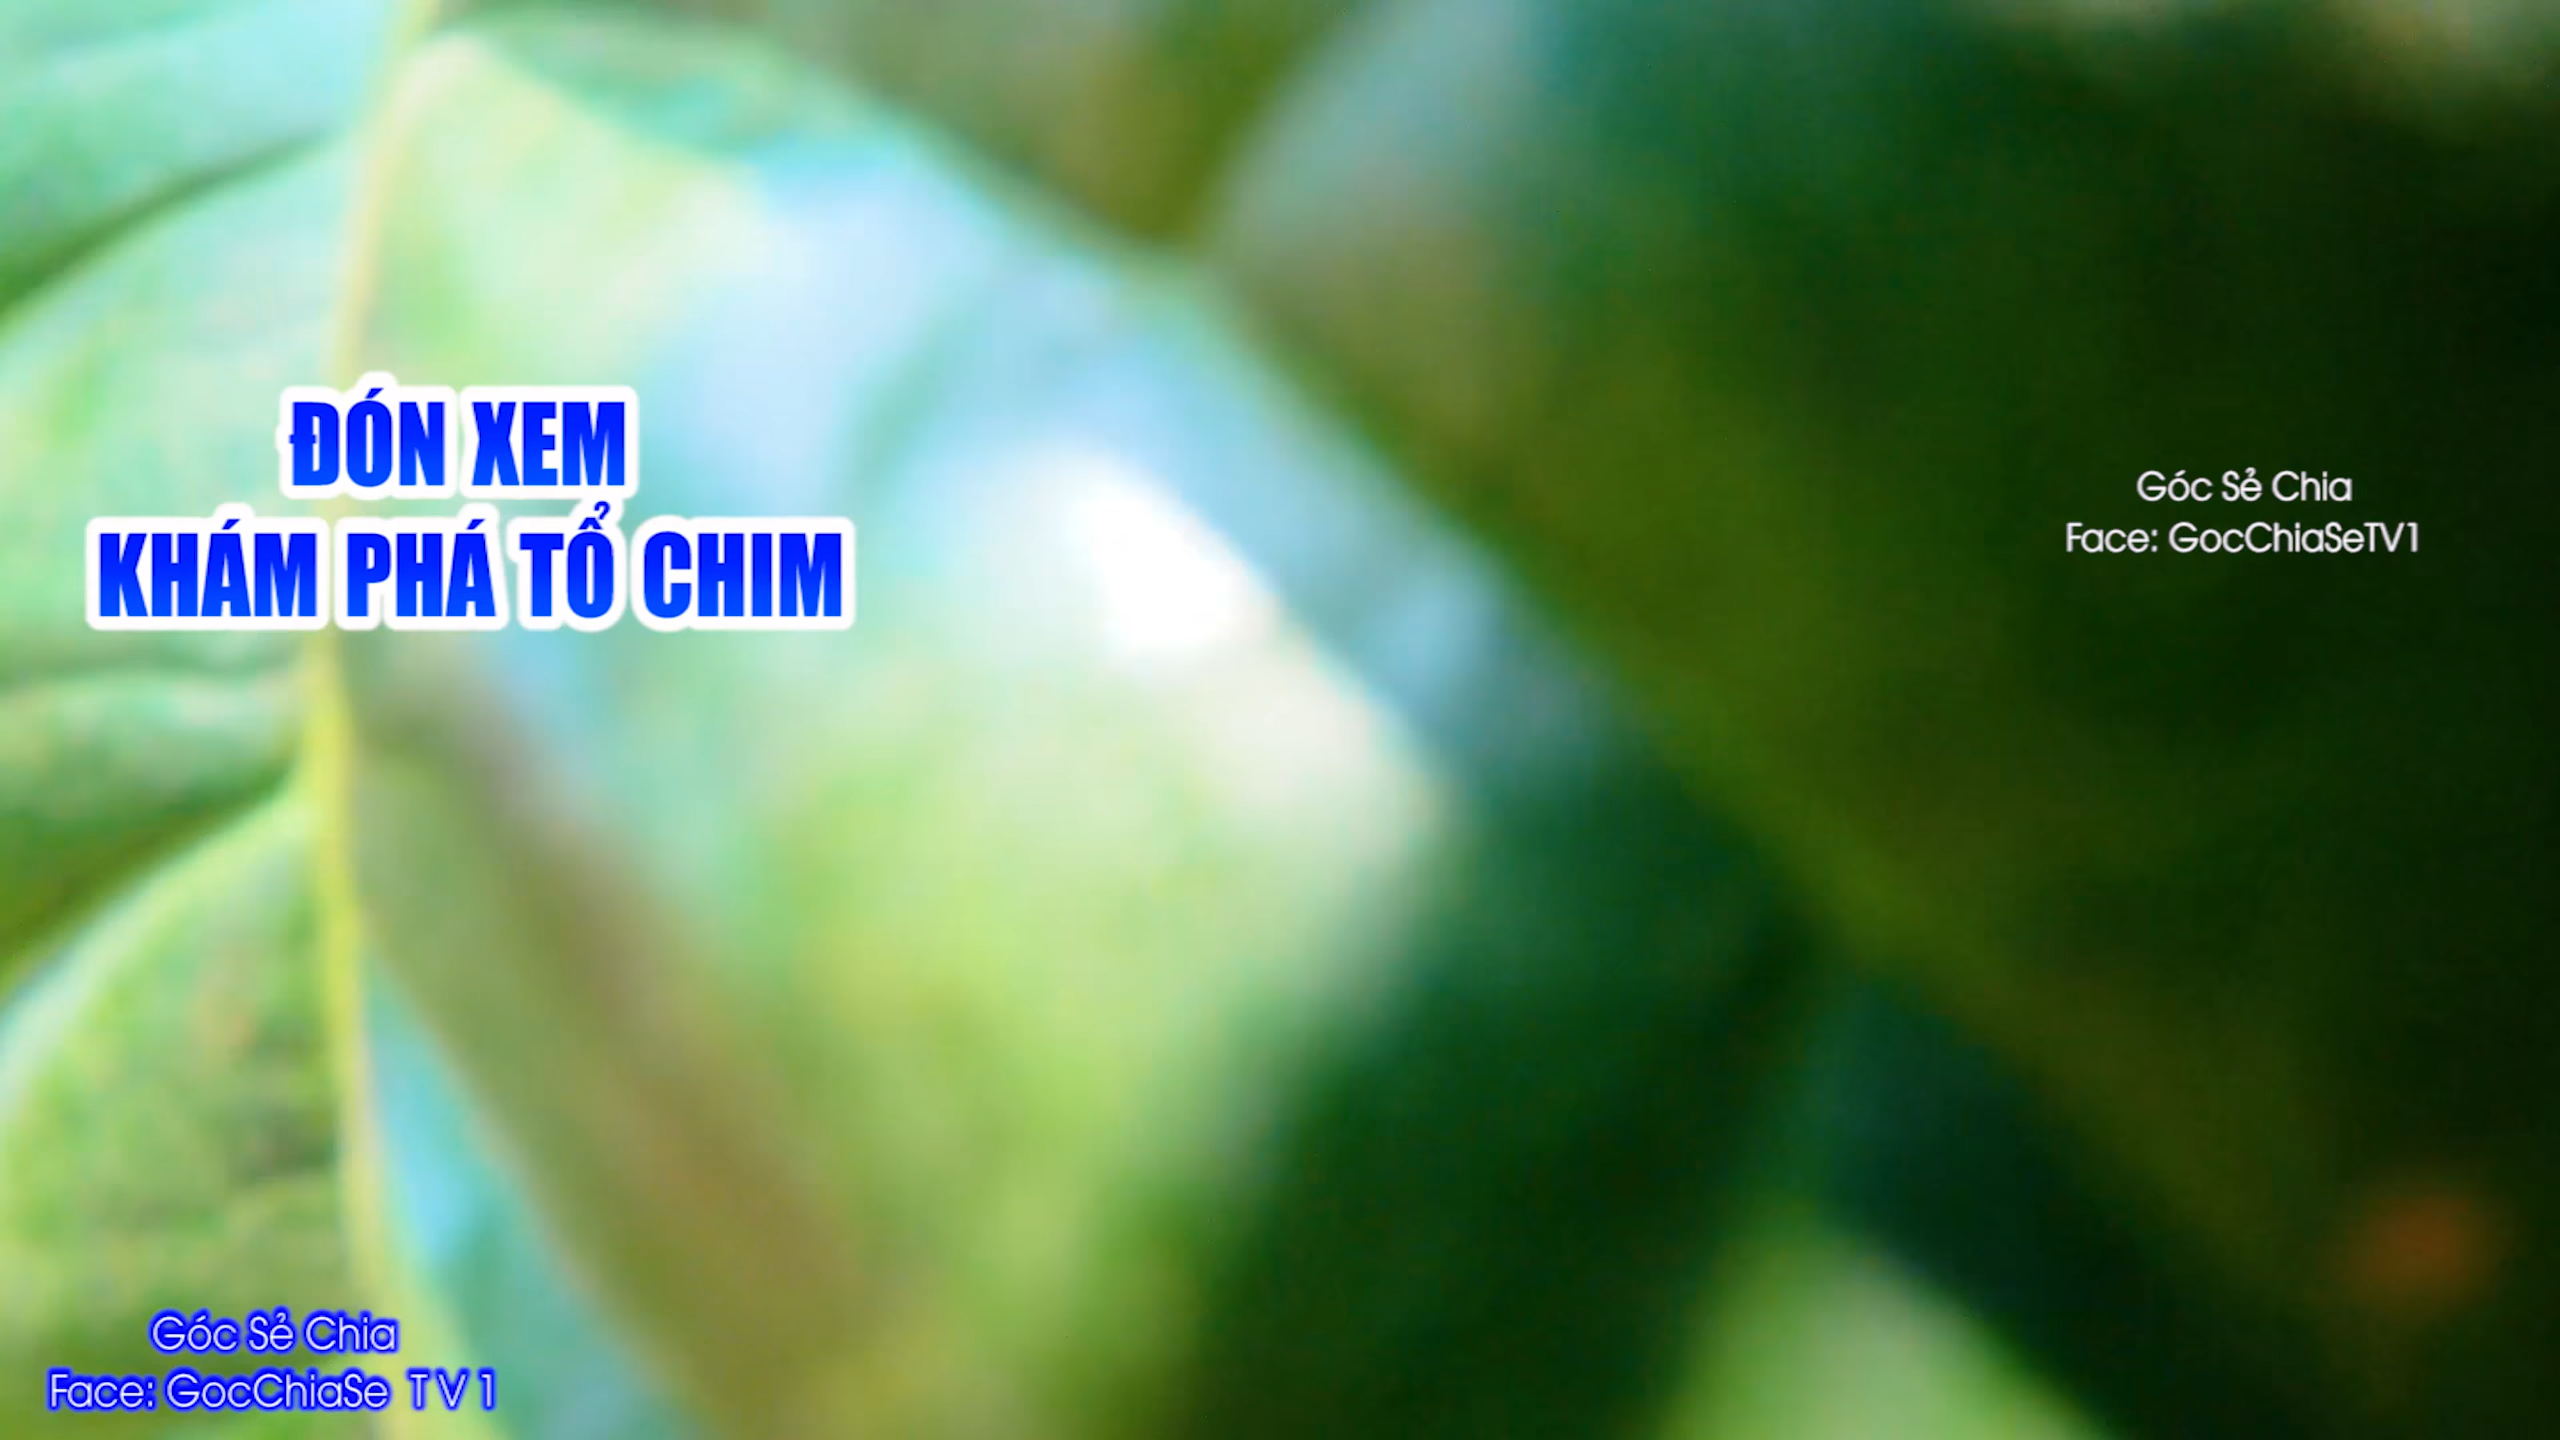 ĐÓN XEM
KHÁM PHÁ TỔ CHIM
Góc Sẻ Chia
Face: GocChiaSeTV1
Góc Sẻ Chia
Face: GocChiaSe TV1